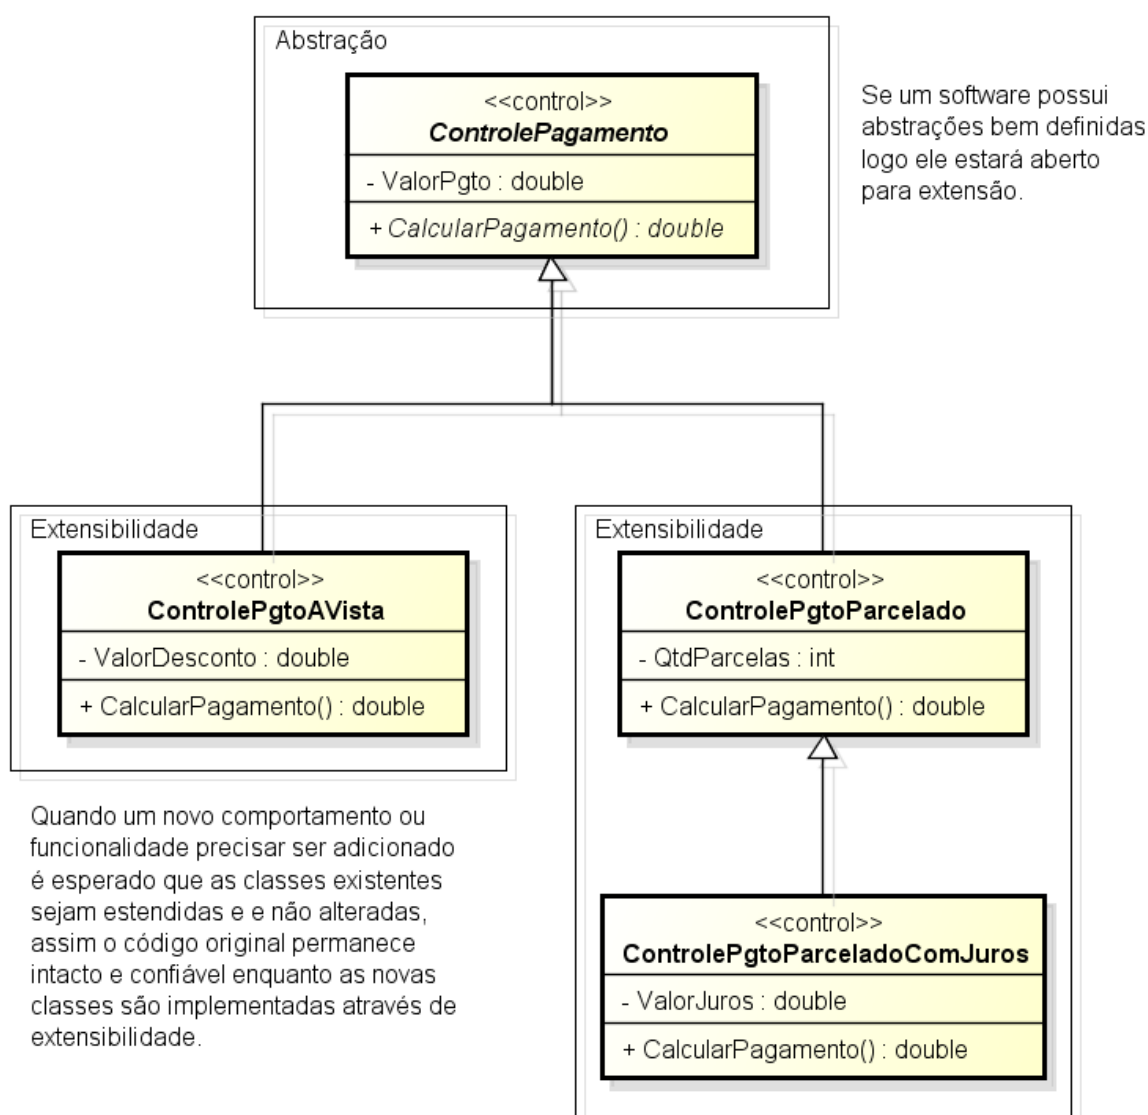 Abstração
<<control>>
ControlePagamento
- ValorPgto : double
+ CalcularPagamento() : double
Se um software possui
abstrações bem definidas
logo ele estará aberto
para extensão.
Extensibilidade
<<control>>
ControlePgtoAVista
- ValorDesconto : double
+ CalcularPagamento() : double
Extensibilidade
<<control>>
ControlePgtoParcelado
- QtdParcelas : int
+ CalcularPagamento() : double
Quando um novo comportamento ou
funcionalidade precisar ser adicionado
é esperado que as classes existentes
sejam estendidas e e não alteradas,
assim o código original permanece
intacto e confiável enquanto as novas
classes são implementadas através de
extensibilidade.
<<control>>
ControlePgtoParceladoComJuros
- ValorJuros : double
+ CalcularPagamento() : double